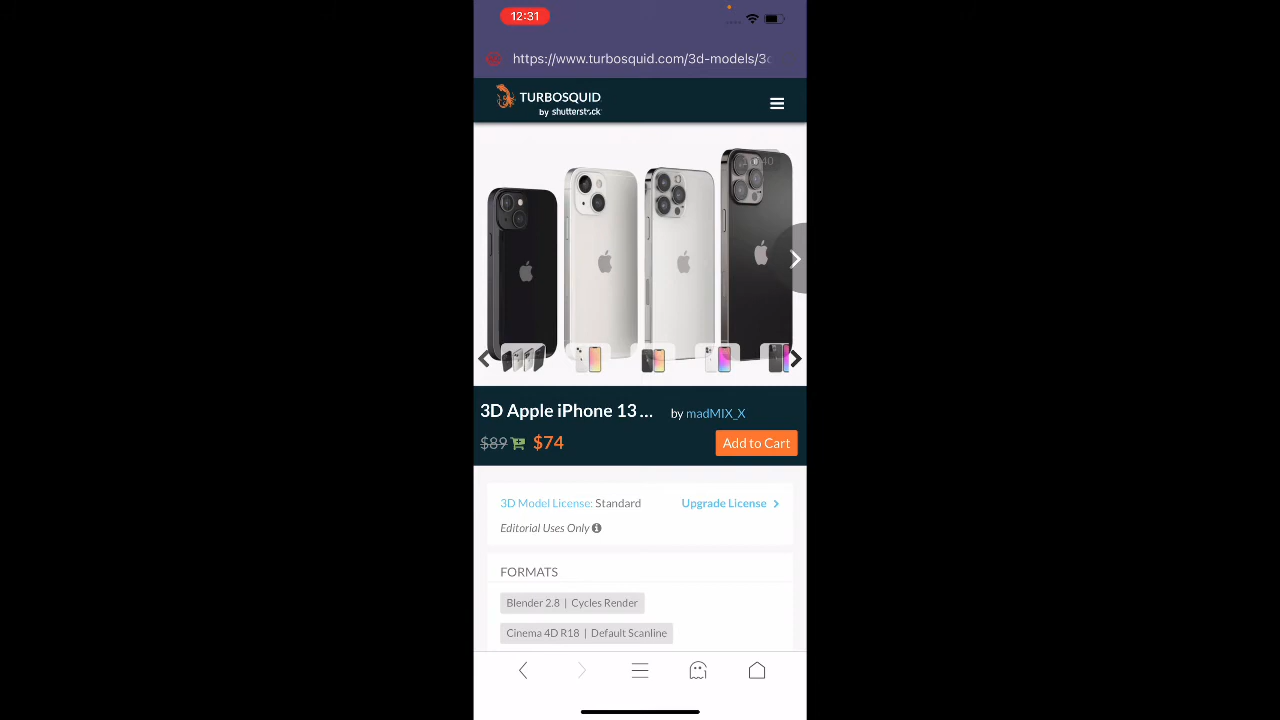 12:31
https://www.turbosquid.com/3d-models/3
TURBOSQUID
by shutterstock
3D Apple iPhone 13 ...
by madMIX_X
$89
$74
Add to Cart
3D Model License: Standard
Upgrade License
Editorial Uses Only
FORMATS
Blender 2.8 | Cycles Render
Cinema 4D R18 | Default Scanline